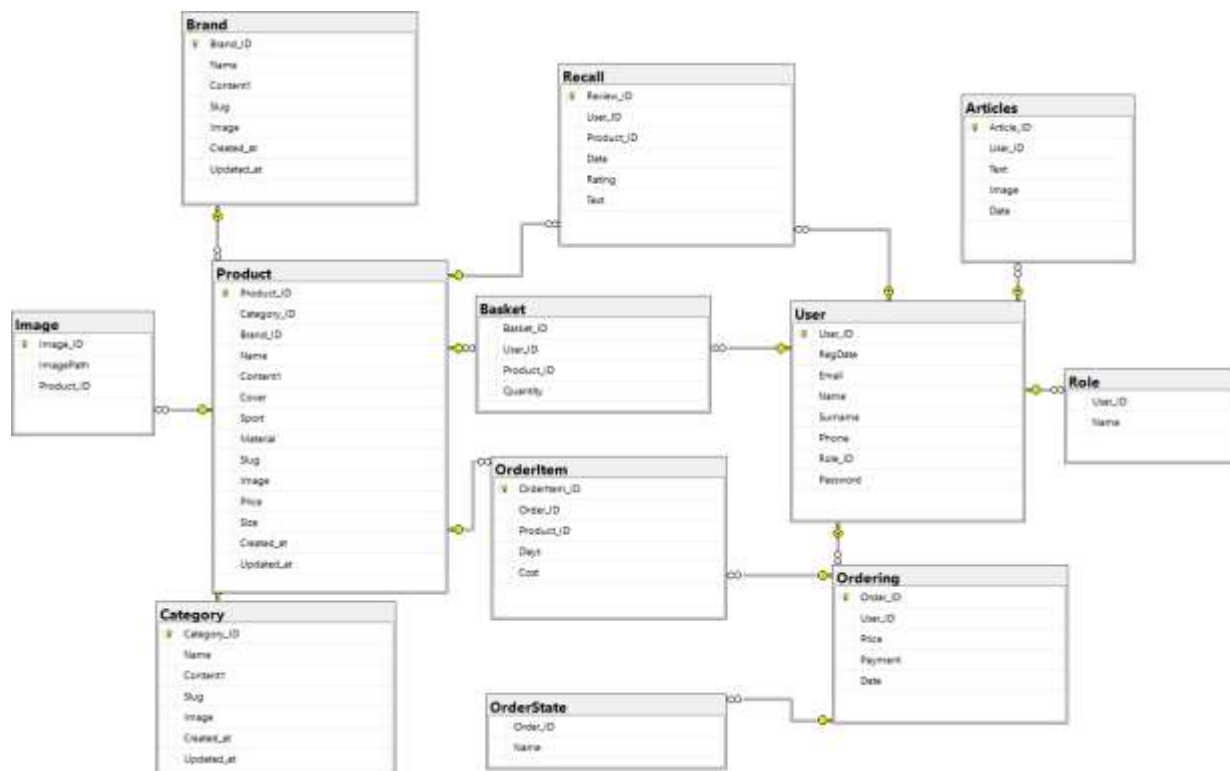 Brand
Brand_ID
Name
Content1
Slug
Image
Created_at
Updated_at
Recall
Review_ID
User_ID
Product_ID
Date
Rating
Text
Articles
Article_ID
User_ID
Text
Image
Date
Product
Product_ID
Category_ID
Brand_ID
Name
Content1
Cover
Sport
Material
Slug
Image
Price
Size
Created_at
Updated_at
Image
Image_ID
ImagePath
Product_ID
Basket
Basket_ID
User_ID
Product_ID
Quantity
User
User_ID
RegDate
Email
Name
Surname
Phone
Role_ID
Password
Role
User_ID
Name
OrderItem
OrderItem_ID
Order_ID
Product_ID
Days
Cost
Ordering
Order_ID
User_ID
Price
Payment
Date
Category
Category_ID
Name
Content1
Slug
Image
Created_at
Updated_at
OrderState
Order_ID
Name